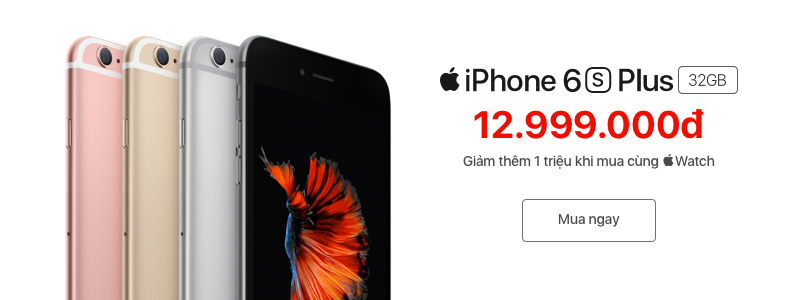 iPhone 6S Plus 32GB
12.999.000đ
Giảm thêm 1 triệu khi mua cùng Watch
Mua ngay